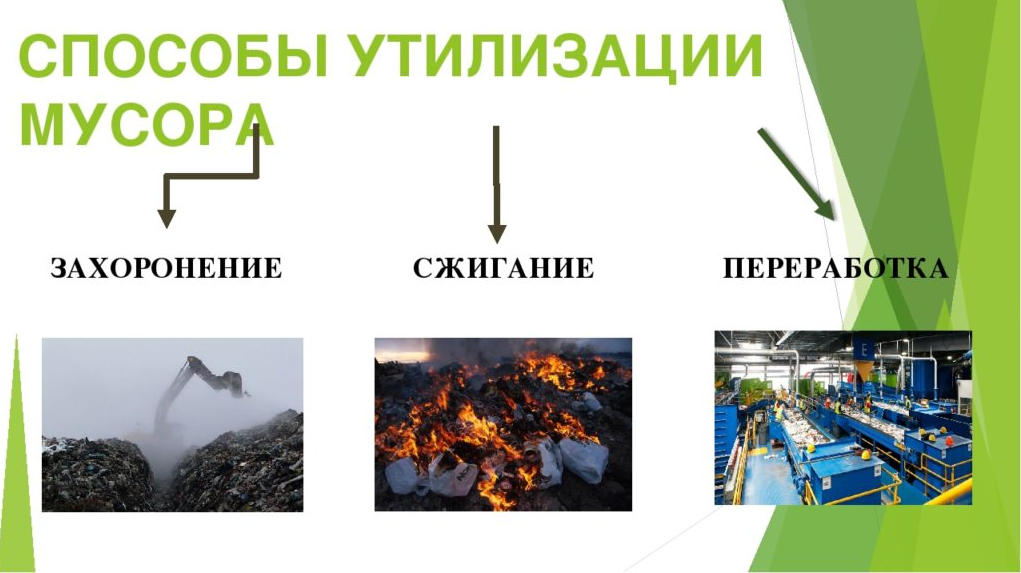 СПОСОБЫ УТИЛИЗАЦИИ
МУСОРА
ЗАХОРОНЕНИЕ
СЖИГАНИЕ
ПЕРЕРАБОТКА
E